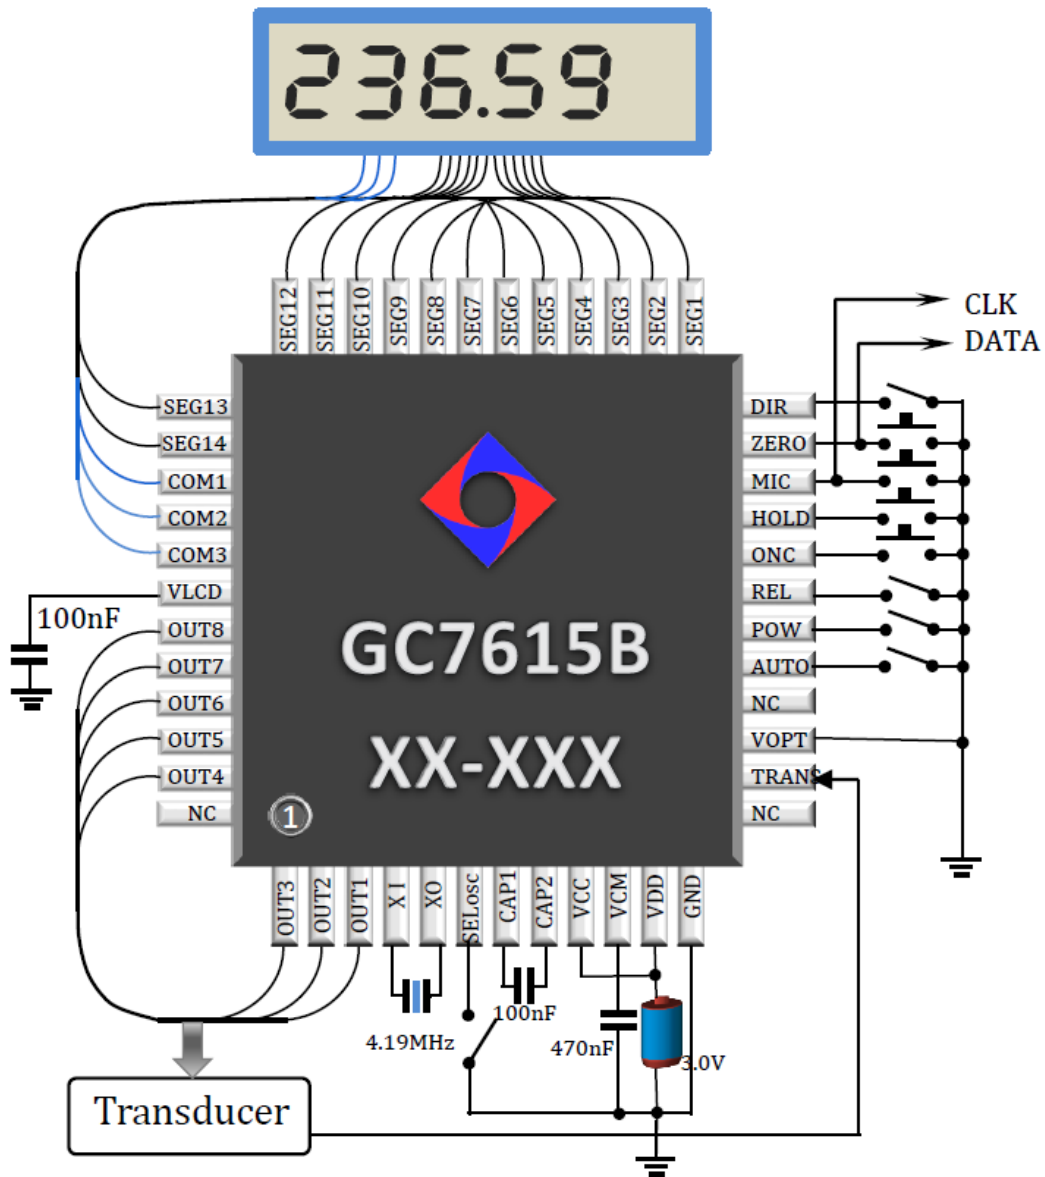 236.59
SEG12
SEG11
SEG10
SEG9
SEG8
SEG7
SEG6
SEG5
SEG4
SEG3
SEG2
SEG1
CLK
DATA
SEG13
SEG14
COM1
COM2
COM3
VLCD
100nF
OUT8
OUT7
OUT6
OUT5
OUT4
NC
DIR
ZERO
MIC
HOLD
ONC
REL
POW
AUTO
NC
VOPT
TRANS
NC
GC7615B
XX-XXX
1
OUT3
OUT2
OUT1
XI
XO
SELosc
CAP1
CAP2
VCC
VCM
VDD
GND
4.19MHz
100nF
470nF
3.0V
Transducer